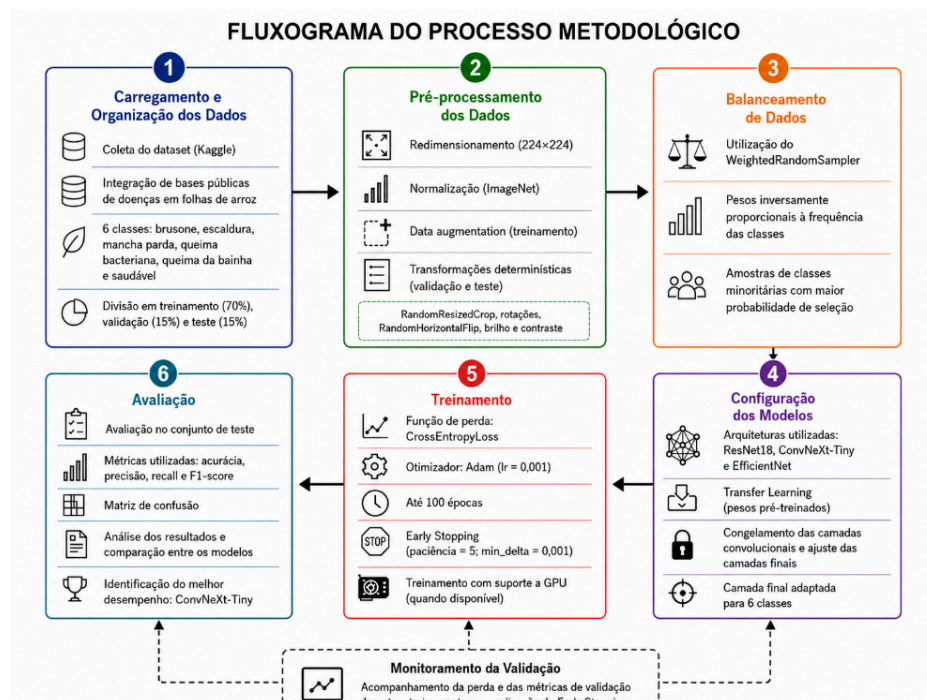 FLUXOGRAMA DO PROCESSO METODOLÓGICO
1
Carregamento e
Organização dos Dados
Coleta do dataset (Kaggle)
Integração de bases públicas
de doenças em folhas de arroz
6 classes: brusone, escaldura,
mancha parda, queima
bacteriana, queima da bainha
e saudável
Divisão em treinamento (70%),
validação (15%) e teste (15%)
2
Pré-processamento
dos Dados
Redimensionamento (224×224)
Normalização (ImageNet)
Data augmentation (treinamento)
Transformações determinísticas
(validação e teste)
RandomResizedCrop, rotações,
RandomHorizontalFlip, brilho e contraste
3
Balanceamento
de Dados
Utilização do
WeightedRandomSampler
Pesos inversamente
proporcionais à frequência
das classes
Amostras de classes
minoritárias com maior
probabilidade de seleção
4
Configuração
dos Modelos
Arquiteturas utilizadas:
ResNet18, ConvNeXt-Tiny
e EfficientNet
Transfer Learning
(pesos pré-treinados)
Congelamento das camadas
convolucionais e ajuste das
camadas finais
Camada final adaptada
para 6 classes
5
Treinamento
Função de perda:
CrossEntropyLoss
Otimizador: Adam (lr = 0,001)
Até 100 épocas
STOP
Early Stopping
(paciência = 5; min_delta = 0,001)
Treinamento com suporte a GPU
(quando disponível)
6
Avaliação
Avaliação no conjunto de teste
Métricas utilizadas: acurácia,
precisão, recall e F1-score
Matriz de confusão
Análise dos resultados e
comparação entre os modelos
Identificação do melhor
desempenho: ConvNeXt-Tiny
Monitoramento da Validação
Acompanhamento da perda e das métricas de validação